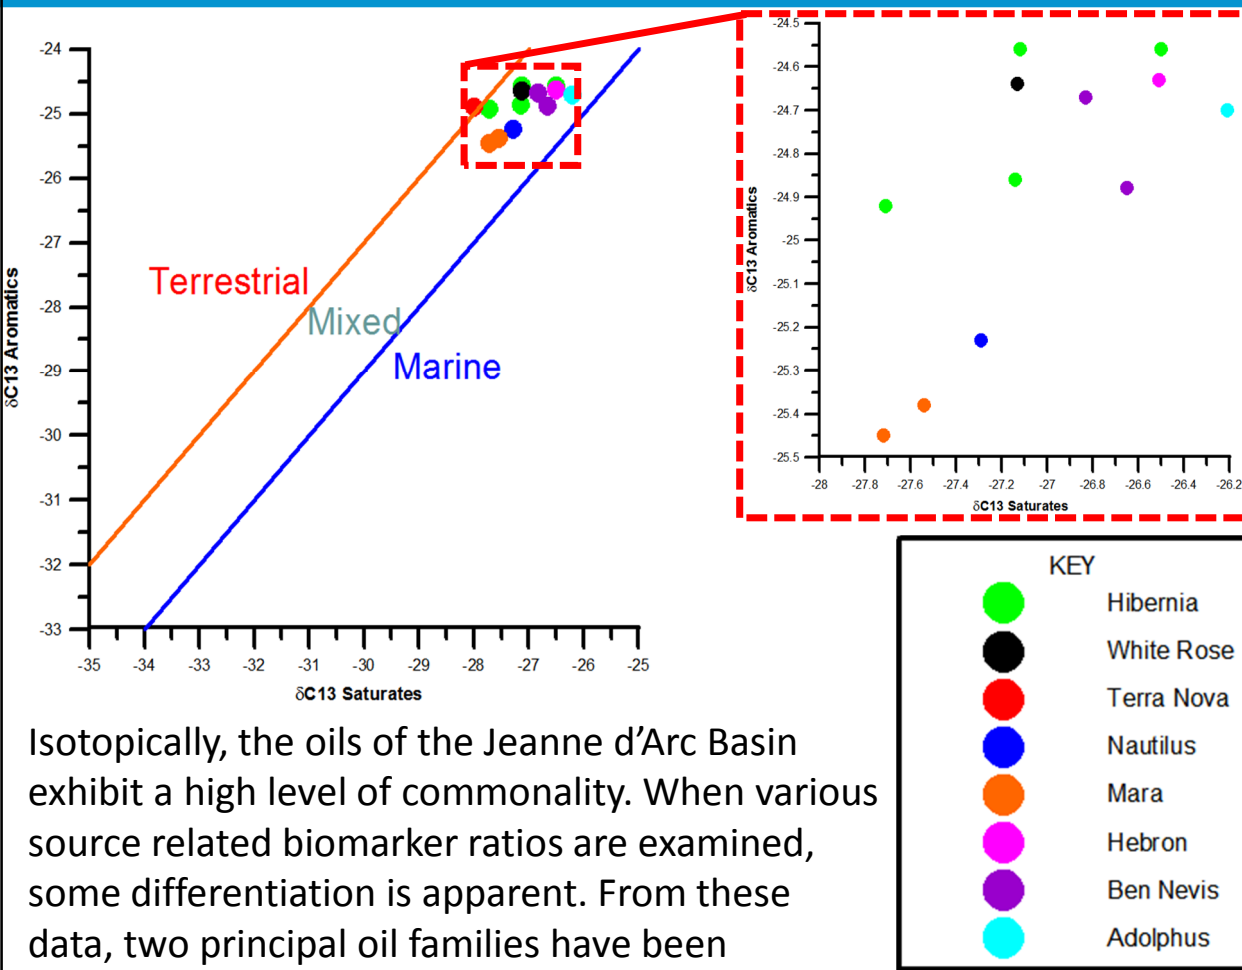 -24
-25
-26
-27
-28
-29
-30
-31
-32
-33
δC13 Aromatics
Terrestrial
Mixed
Marine
-35 -34 -33 -32 -31 -30 -29 -28 -27 -26 -25
δC13 Saturates
-24.5
-24.6
-24.7
-24.8
-24.9
-25
-25.1
-25.2
-25.3
-25.4
-25.5
δC13 Aromatics
-28 -27.8 -27.6 -27.4 -27.2 -27 -26.8 -26.6 -26.4 -26.2
δC13 Saturates
KEY
Hibernia
White Rose
Terra Nova
Nautilus
Mara
Hebron
Ben Nevis
Adolphus
Isotopically, the oils of the Jeanne d’Arc Basin
exhibit a high level of commonality. When various
source related biomarker ratios are examined,
some differentiation is apparent. From these
data, two principal oil families have been